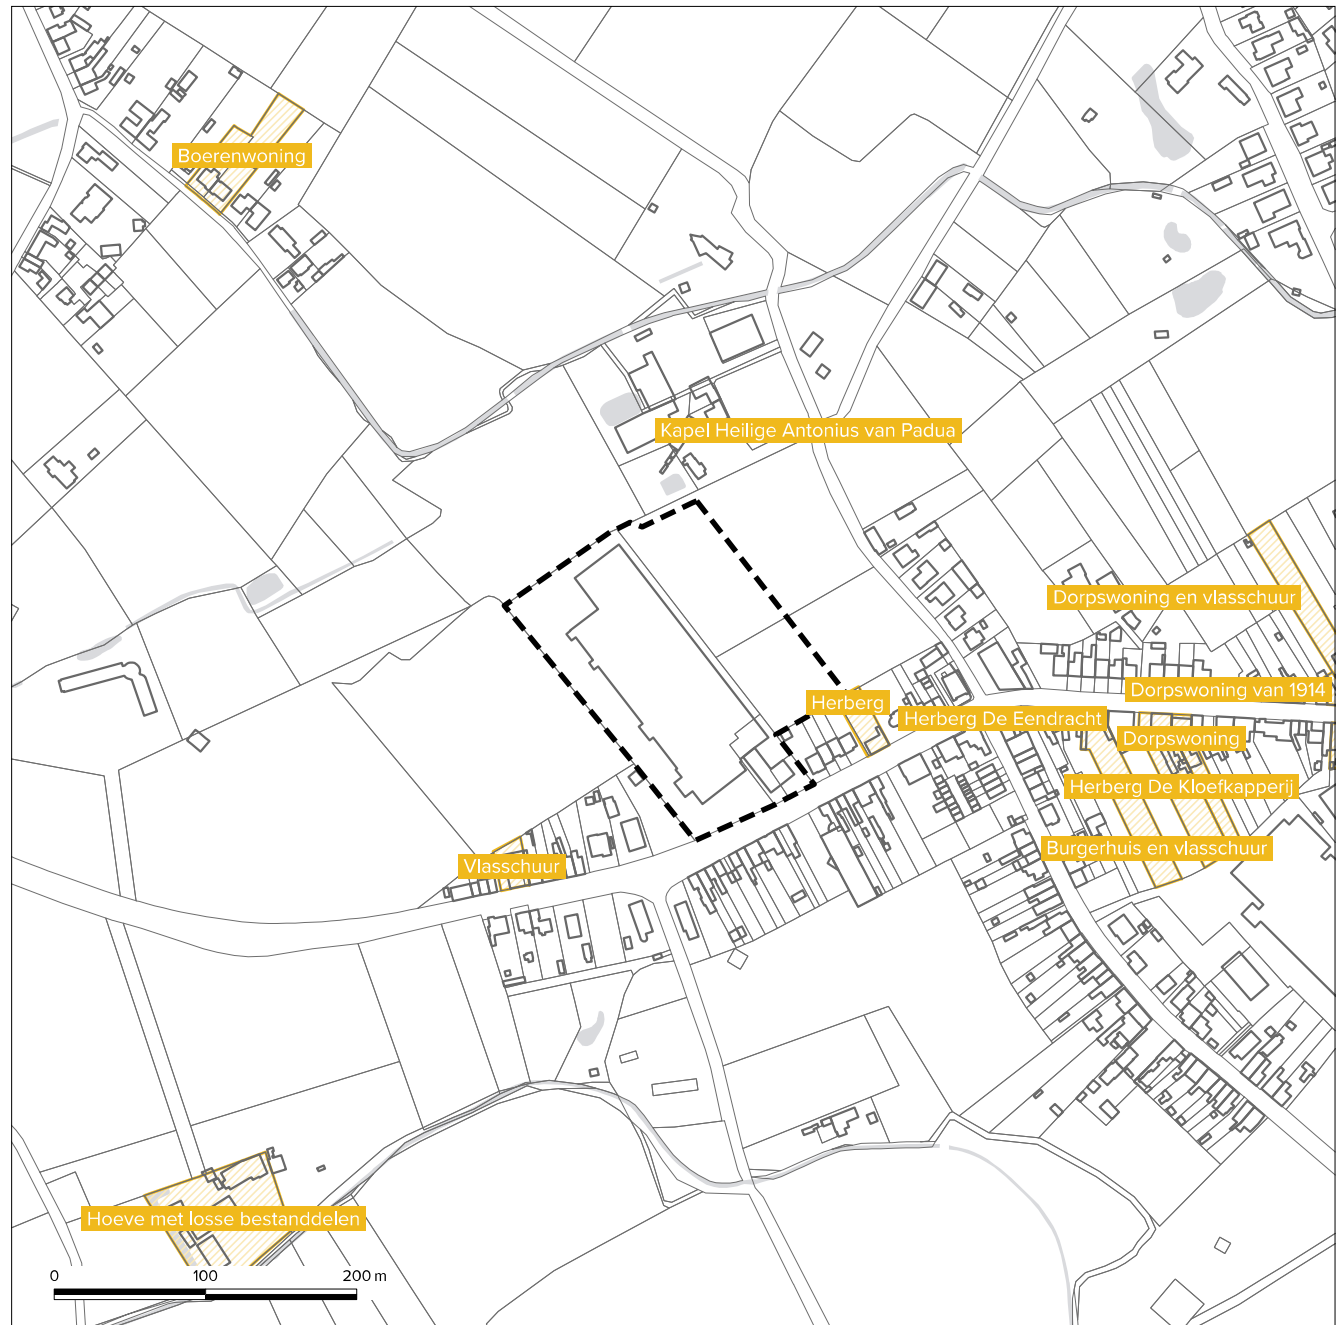 Boerenwoning
Kapel Heilige Antonius van Padua
Dorpswoning en vlasschuur
Dorpswoning van 1914
Herberg
Herberg De Eendracht
Dorpswoning
Herberg De Kloefkapperij
Burgerhuis en vlasschuur
Vlasschuur
Hoeve met losse bestanddelen
0 100 200 m